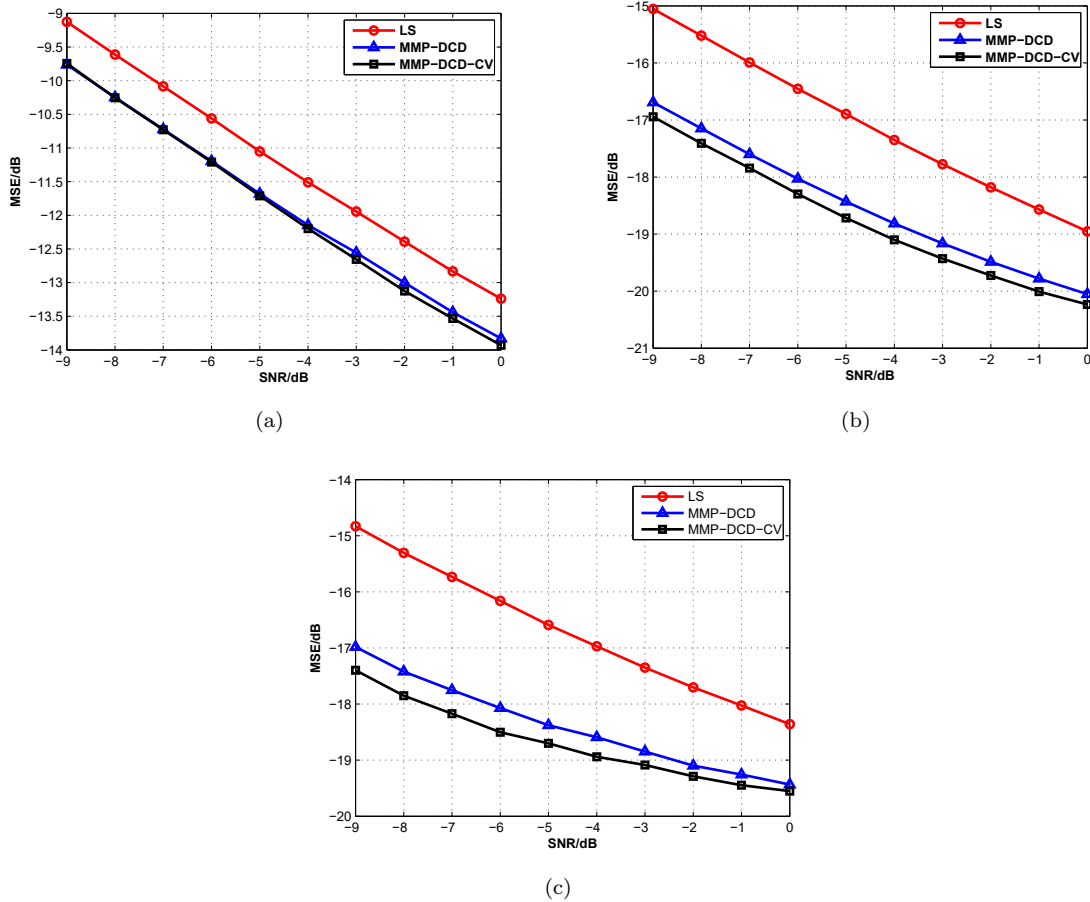 −9
−9.5
−10
−10.5
−11
−11.5
−12
−12.5
−13
−13.5
−14
MSE/dB
LS
MMP−DCD
MMP−DCD−CV
−9 −8 −7 −6 −5 −4 −3 −2 −1 0
SNR/dB
(a)
−15
−16
−17
−18
−19
−20
−21
MSE/dB
LS
MMP−DCD
MMP−DCD−CV
−9 −8 −7 −6 −5 −4 −3 −2 −1 0
SNR/dB
(b)
−14
−15
−16
−17
−18
−19
−20
MSE/dB
LS
MMP−DCD
MMP−DCD−CV
−9 −8 −7 −6 −5 −4 −3 −2 −1 0
SNR/dB
(c)